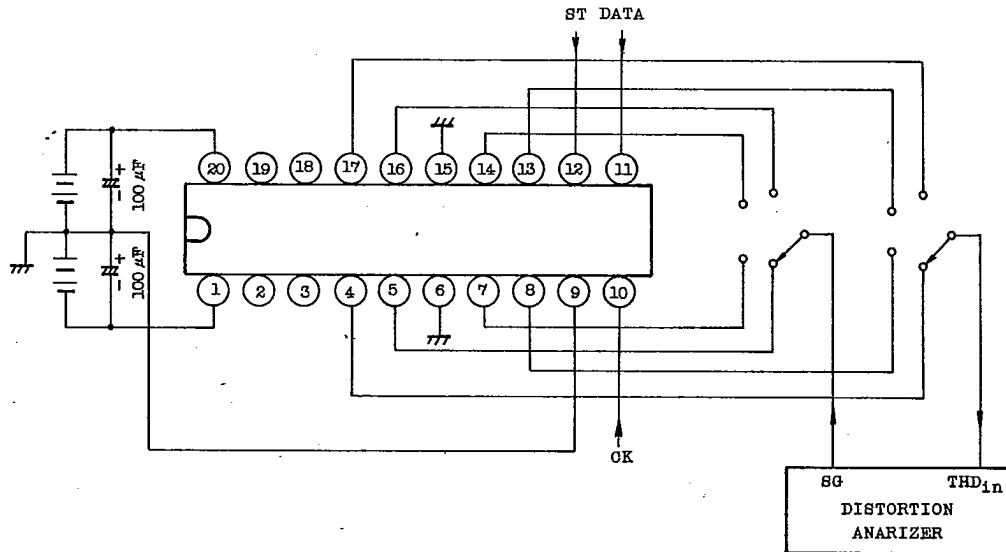 ST DATA
20 19 18 17 16 15 14 13 12 11
+
-
100 µF
+
-
100 µF
1 2 3 4 5 6 7 8 9 10
CK
SG THDin
DISTORTION
ANARIZER